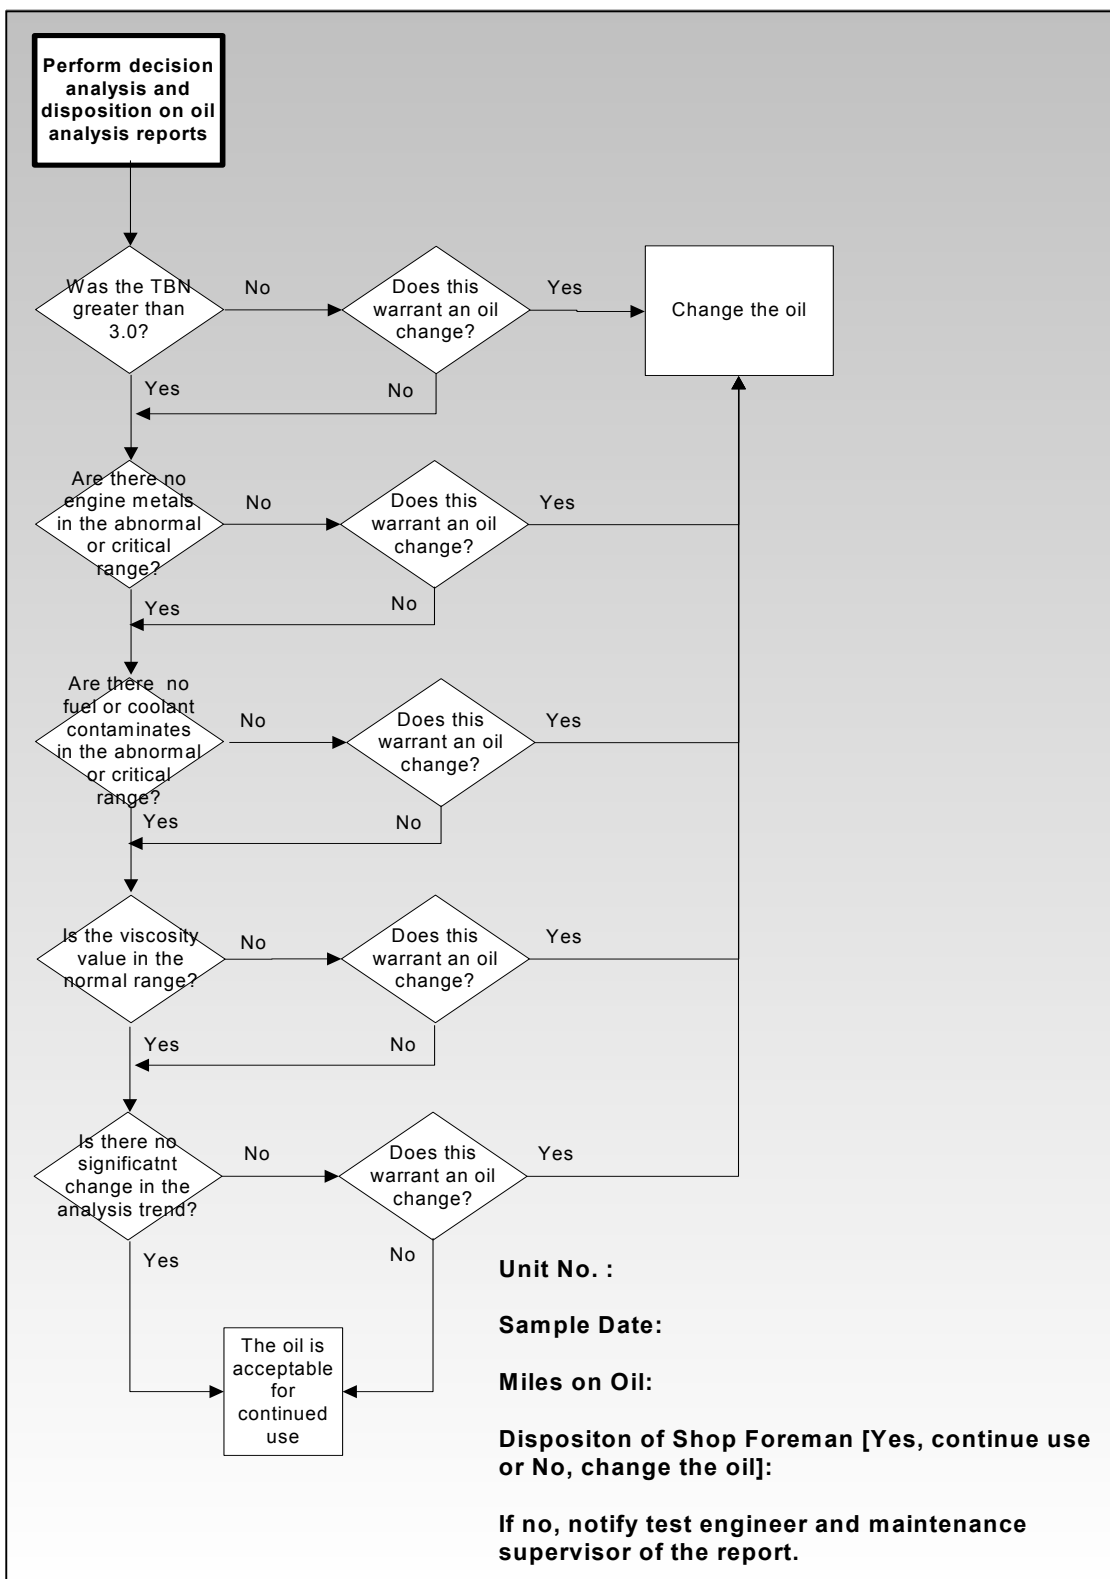 Perform decision
analysis and
disposition on oil
analysis reports
Was the TBN
greater than
3.0?
No
Does this
warrant an oil
change?
Yes
Change the oil
Yes
No
Are there no
engine metals
in the abnormal
or critical
range?
No
Does this
warrant an oil
change?
Yes
Yes
No
Are there no
fuel or coolant
contaminates
in the abnormal
or critical
range?
No
Does this
warrant an oil
change?
Yes
Yes
No
Is the viscosity
value in the
normal range?
No
Does this
warrant an oil
change?
Yes
Yes
No
Is there no
significatnt
change in the
analysis trend?
No
Does this
warrant an oil
change?
Yes
Yes
No
The oil is
acceptable
for
continued
use
Unit No. :
Sample Date:
Miles on Oil:
Dispositon of Shop Foreman [Yes, continue use
or No, change the oil]:
If no, notify test engineer and maintenance
supervisor of the report.